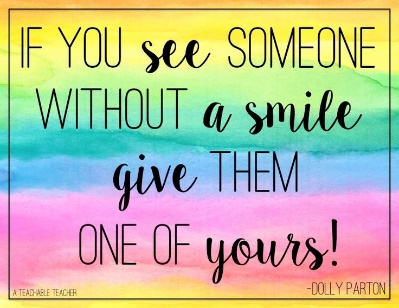 IF YOU see SOMEONE
WITHOUT a smile
give THEM
ONE OF yours!
-DOLLY PARTON
A TEACHABLE TEACHER